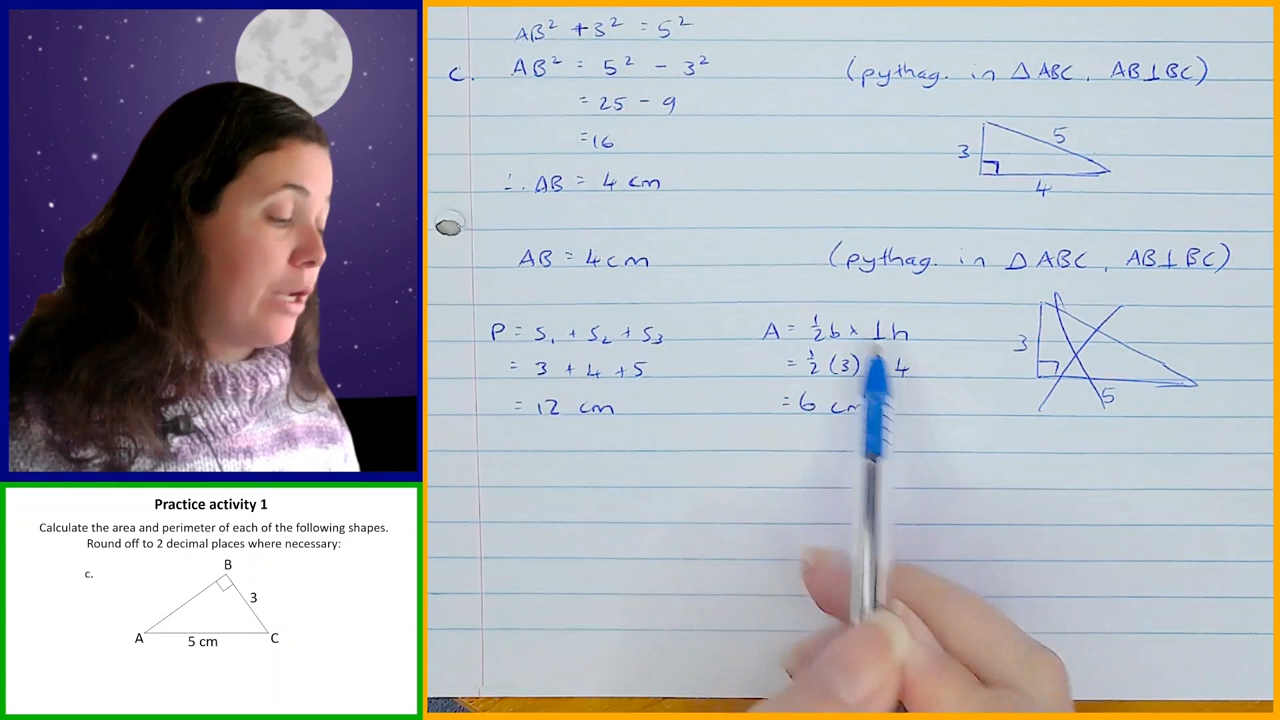 AB² + 3² = 5²
c. AB² = 5² - 3² (pythag. in △ABC, AB⊥BC)
= 25 - 9
= 16
∴ AB = 4 cm
3
5
4
AB = 4cm (pythag. in △ABC, AB⊥BC)
P = S₁ + S₂ + S₃
= 3 + 4 + 5
= 12 cm
A = ½b × ⊥h
= ½ (3) 4
= 6 cm
3
5
Practice activity 1
Calculate the area and perimeter of each of the following shapes.
Round off to 2 decimal places where necessary:
c.
B
3
A
5 cm
C